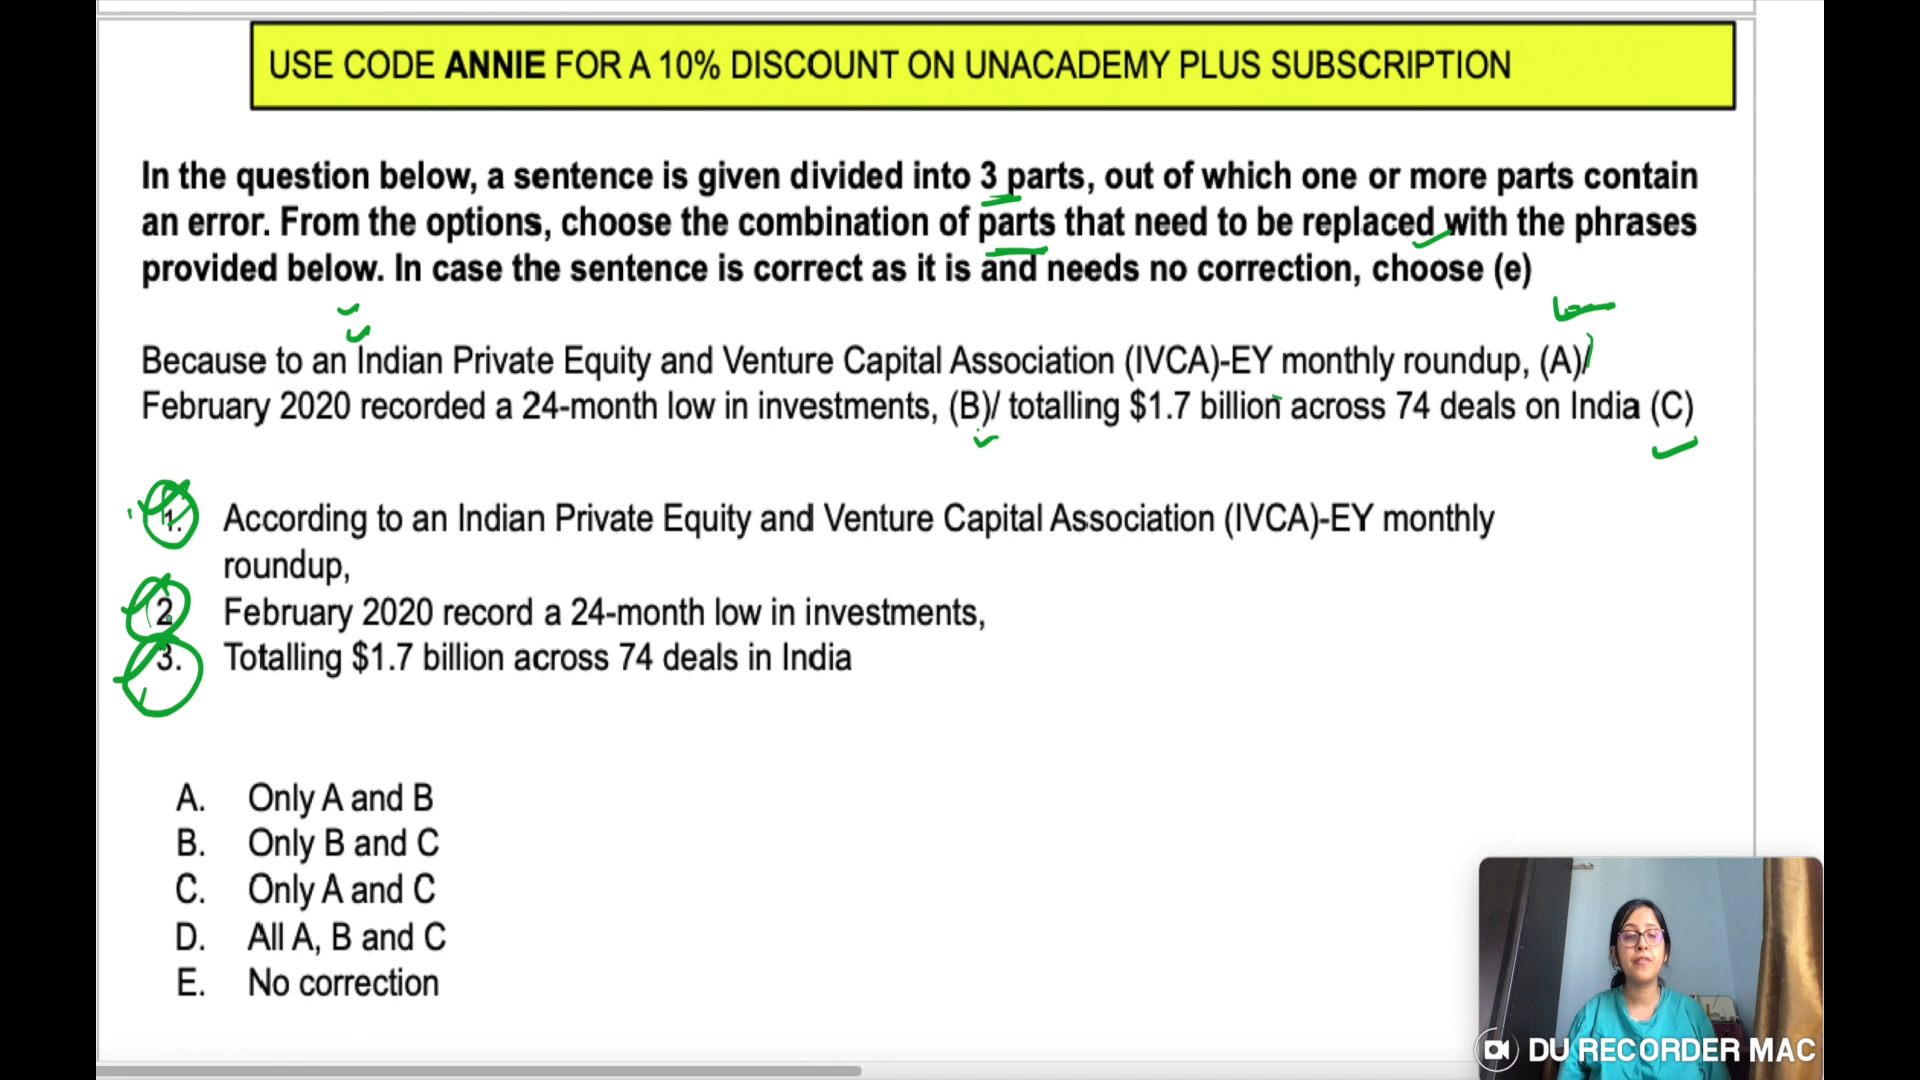 USE CODE ANNIE FOR A 10% DISCOUNT ON UNACADEMY PLUS SUBSCRIPTION
In the question below, a sentence is given divided into 3 parts, out of which one or more parts contain
an error. From the options, choose the combination of parts that need to be replaced with the phrases
provided below. In case the sentence is correct as it is and needs no correction, choose (e)
Because to an Indian Private Equity and Venture Capital Association (IVCA)-EY monthly roundup, (A)/
February 2020 recorded a 24-month low in investments, (B)/ totalling $1.7 billion across 74 deals on India (C)
1. According to an Indian Private Equity and Venture Capital Association (IVCA)-EY monthly
roundup,
2 February 2020 record a 24-month low in investments,
3. Totalling $1.7 billion across 74 deals in India
A. Only A and B
B. Only B and C
C. Only A and C
D. All A, B and C
E. No correction
DU RECORDER MAC